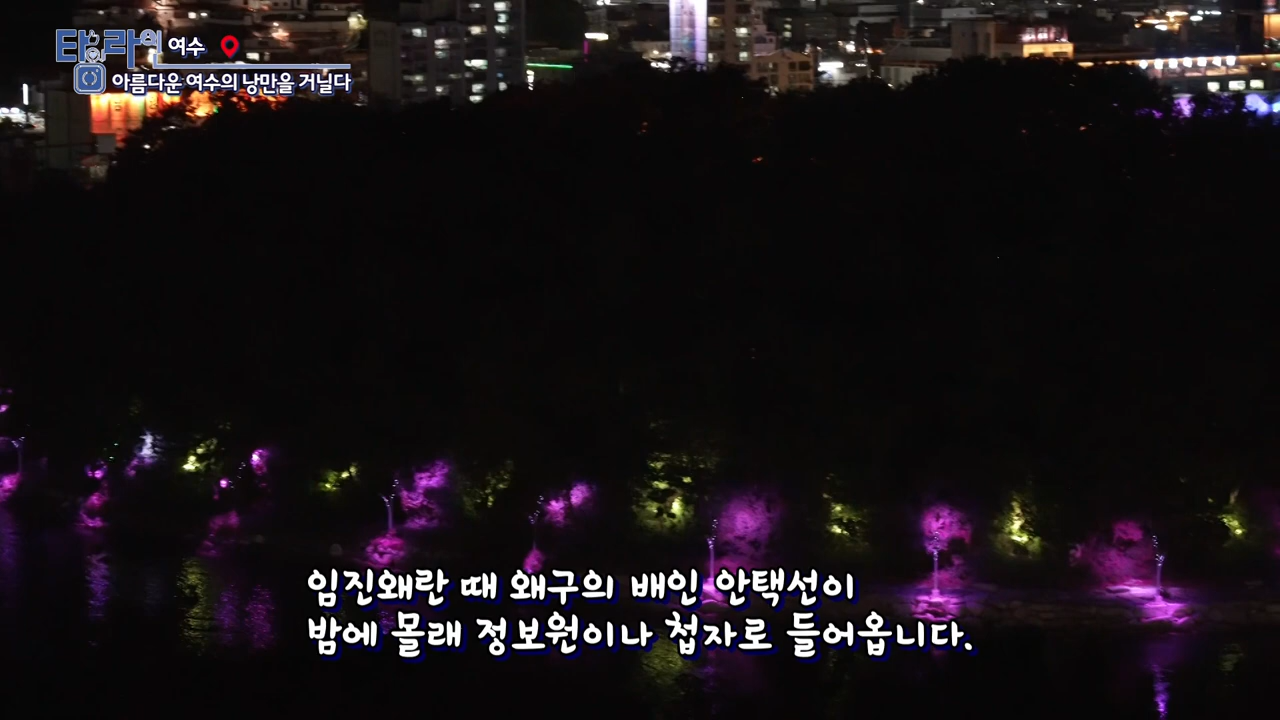 타라인 여수
아름다운 여수의 낭만을 거닐다
임진왜란 때 왜구의 배인 안택선이
밤에 몰래 정보원이나 첩자로 들어옵니다.